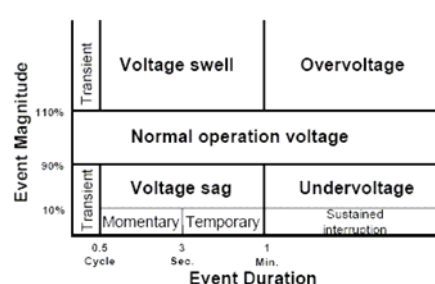 Event Magnitude
Transient
Voltage swell
Overvoltage
110%
Normal operation voltage
90%
Transient
Voltage sag
Undervoltage
10%
Momentary
Temporary
Sustained
interruption
0.5
3
1
Cycle
Sec.
Min.
Event Duration